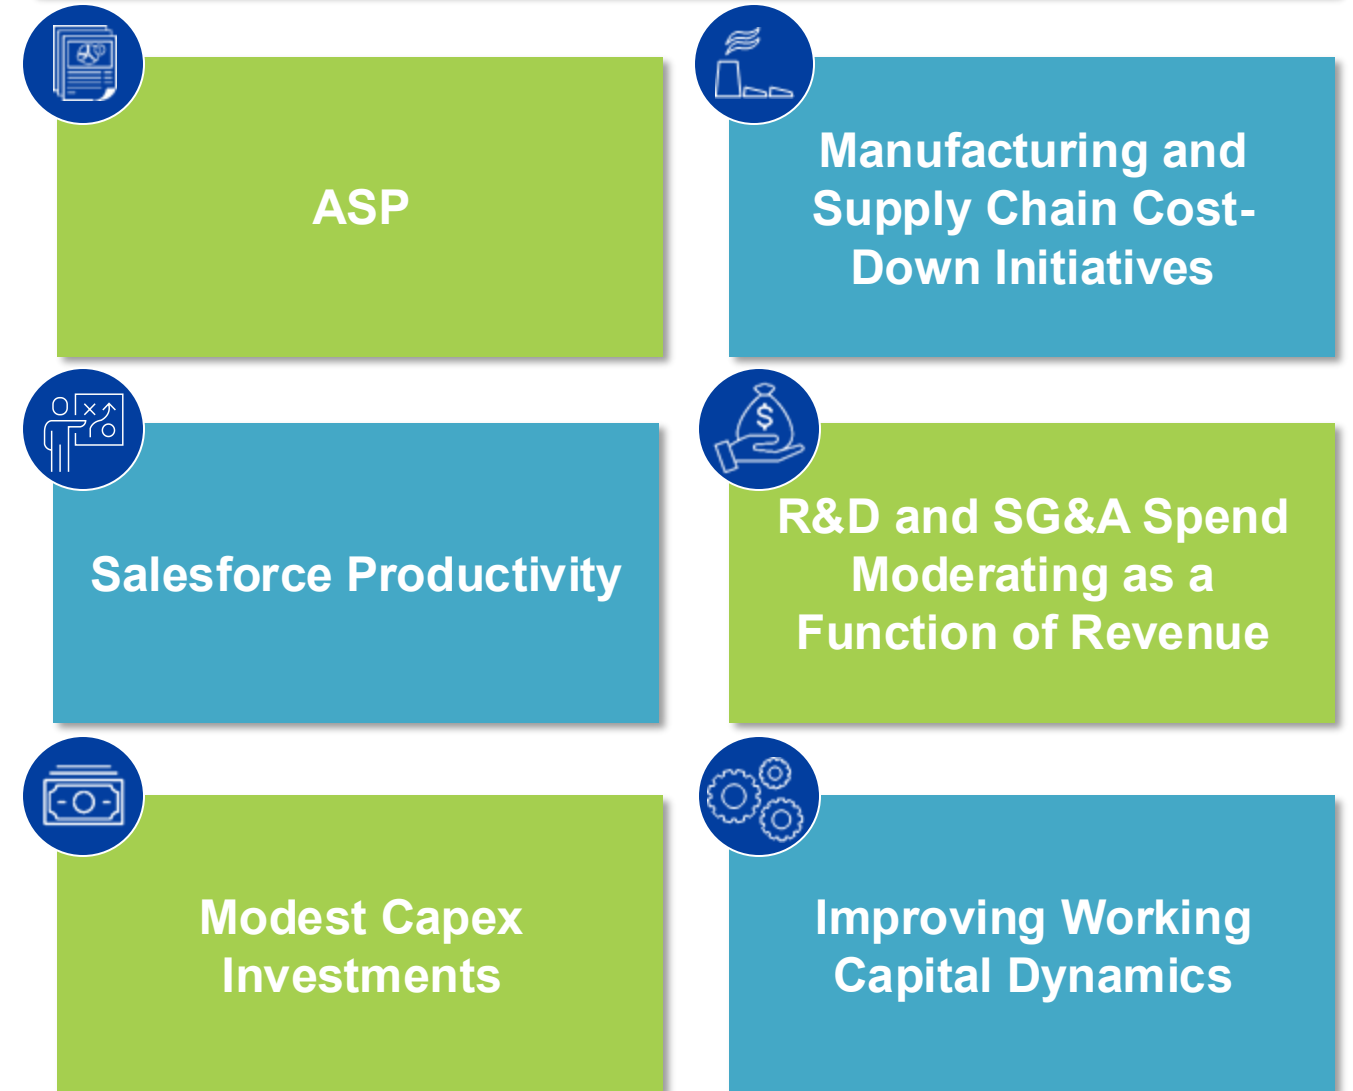 ASP
Manufacturing and
Supply Chain Cost-
Down Initiatives
Salesforce Productivity
R&D and SG&A Spend
Moderating as a
Function of Revenue
Modest Capex
Investments
Improving Working
Capital Dynamics